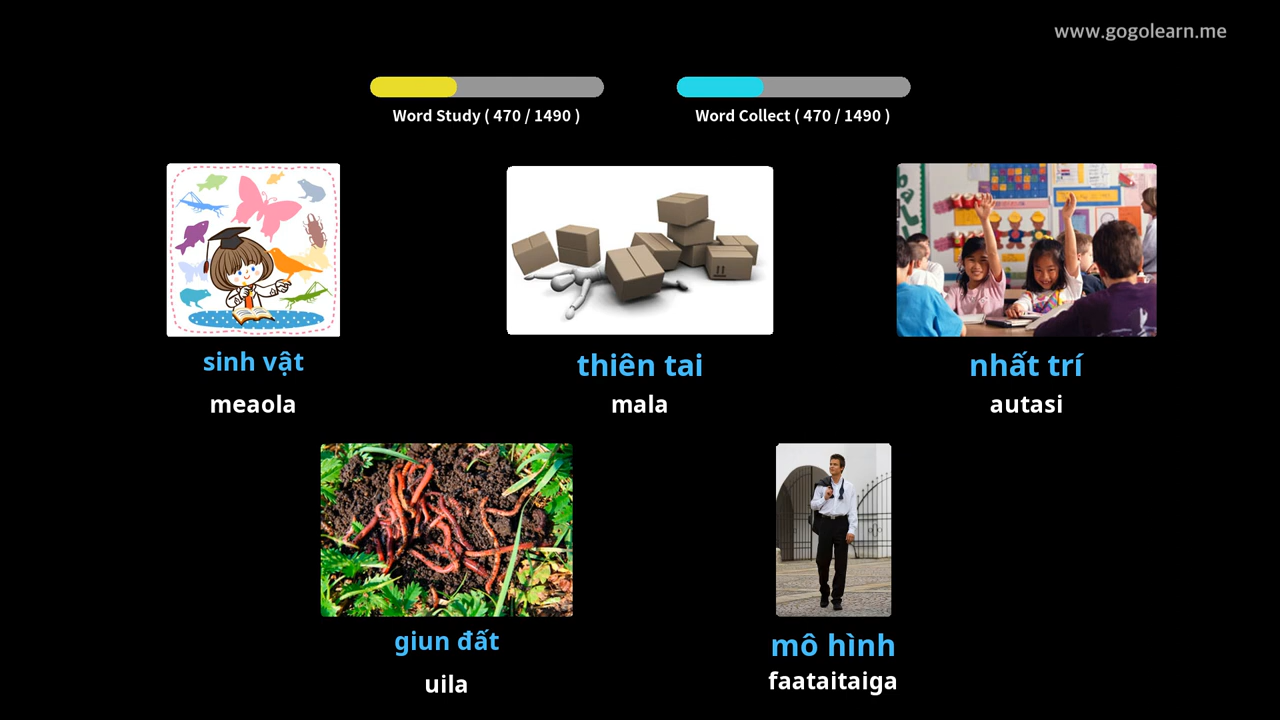 www.gogolearn.me
Word Study ( 470 / 1490 )
Word Collect ( 470 / 1490 )
sinh vật
meaola
thiên tai
mala
nhất trí
autasi
giun đất
uila
mô hình
faataitaiga